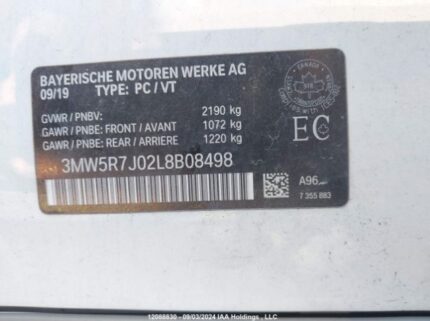 BAYERISCHE MOTOREN WERKE AG
09/19 TYPE: PC / VT
GVWR / PNBV: 2190 kg
GAWR / PNBE: FRONT / AVANT 1072 kg
GAWR / PNBE: REAR / ARRIERE 1220 kg
3MW5R7J02L8B08498
CANADA
EC
A96
7 355 883
12088830 - 09/03/2024 IAA Holdings, LLC